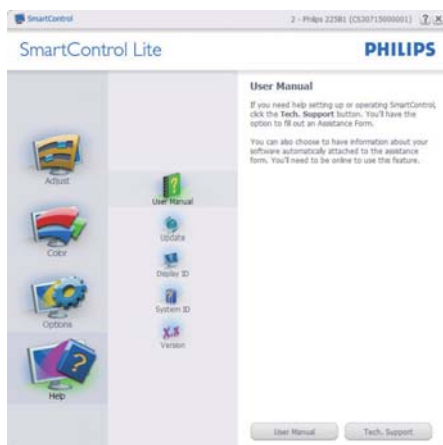 SmartControl
2 - Philips 225B1 (CS30715000001)
SmartControl Lite
PHILIPS
User Manual
If you need help setting up or operating SmartControl,
click the Tech. Support button. You'll have the
option to fill out an Assistance Form.
You can also choose to have information about your
software automatically attached to the assistance
form. You'll need to be online to use this feature.
Adjust
Color
Options
Help
User Manual
Update
Display ID
System ID
X.X
Version
User Manual
Tech. Support